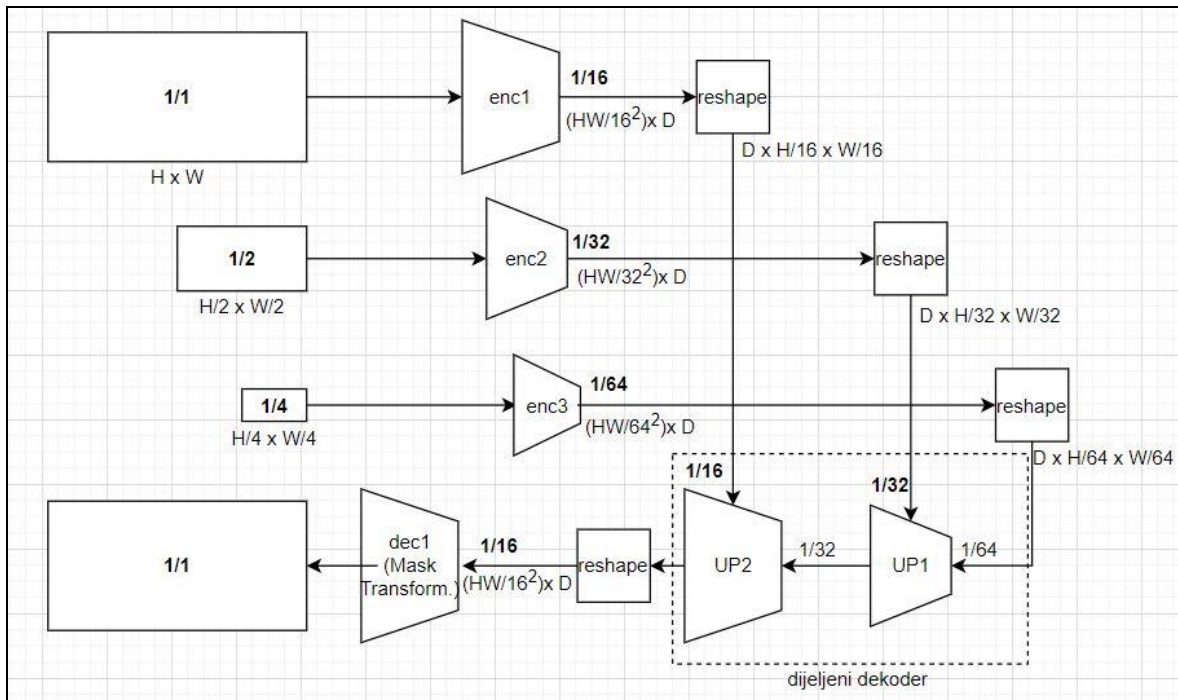 1/1
H x W
enc1
1/16
(HW/16²)x D
reshape
D x H/16 x W/16
1/2
H/2 x W/2
enc2
1/32
(HW/32²)x D
reshape
D x H/32 x W/32
1/4
H/4 x W/4
enc3
1/64
(HW/64²)x D
reshape
D x H/64 x W/64
1/1
dec1
(Mask
Transform.)
1/16
(HW/16²)x D
reshape
1/16
UP2
1/32
1/32
UP1
1/64
dijeljeni dekoder